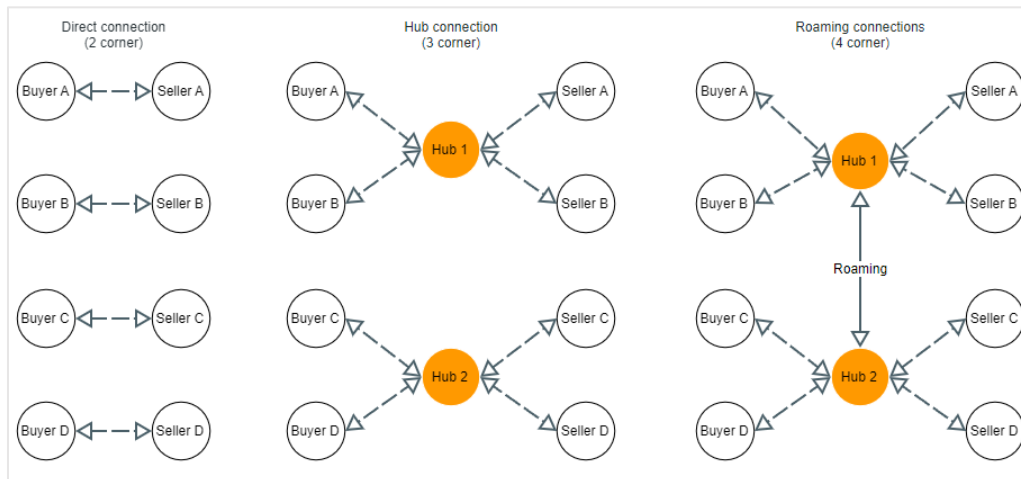 Direct connection
(2 corner)
Buyer A
Seller A
Buyer B
Seller B
Buyer C
Seller C
Buyer D
Seller D
Hub connection
(3 corner)
Buyer A
Seller A
Hub 1
Buyer B
Seller B
Buyer C
Seller C
Hub 2
Buyer D
Seller D
Roaming connections
(4 corner)
Buyer A
Seller A
Hub 1
Buyer B
Seller B
Roaming
Buyer C
Seller C
Hub 2
Buyer D
Seller D